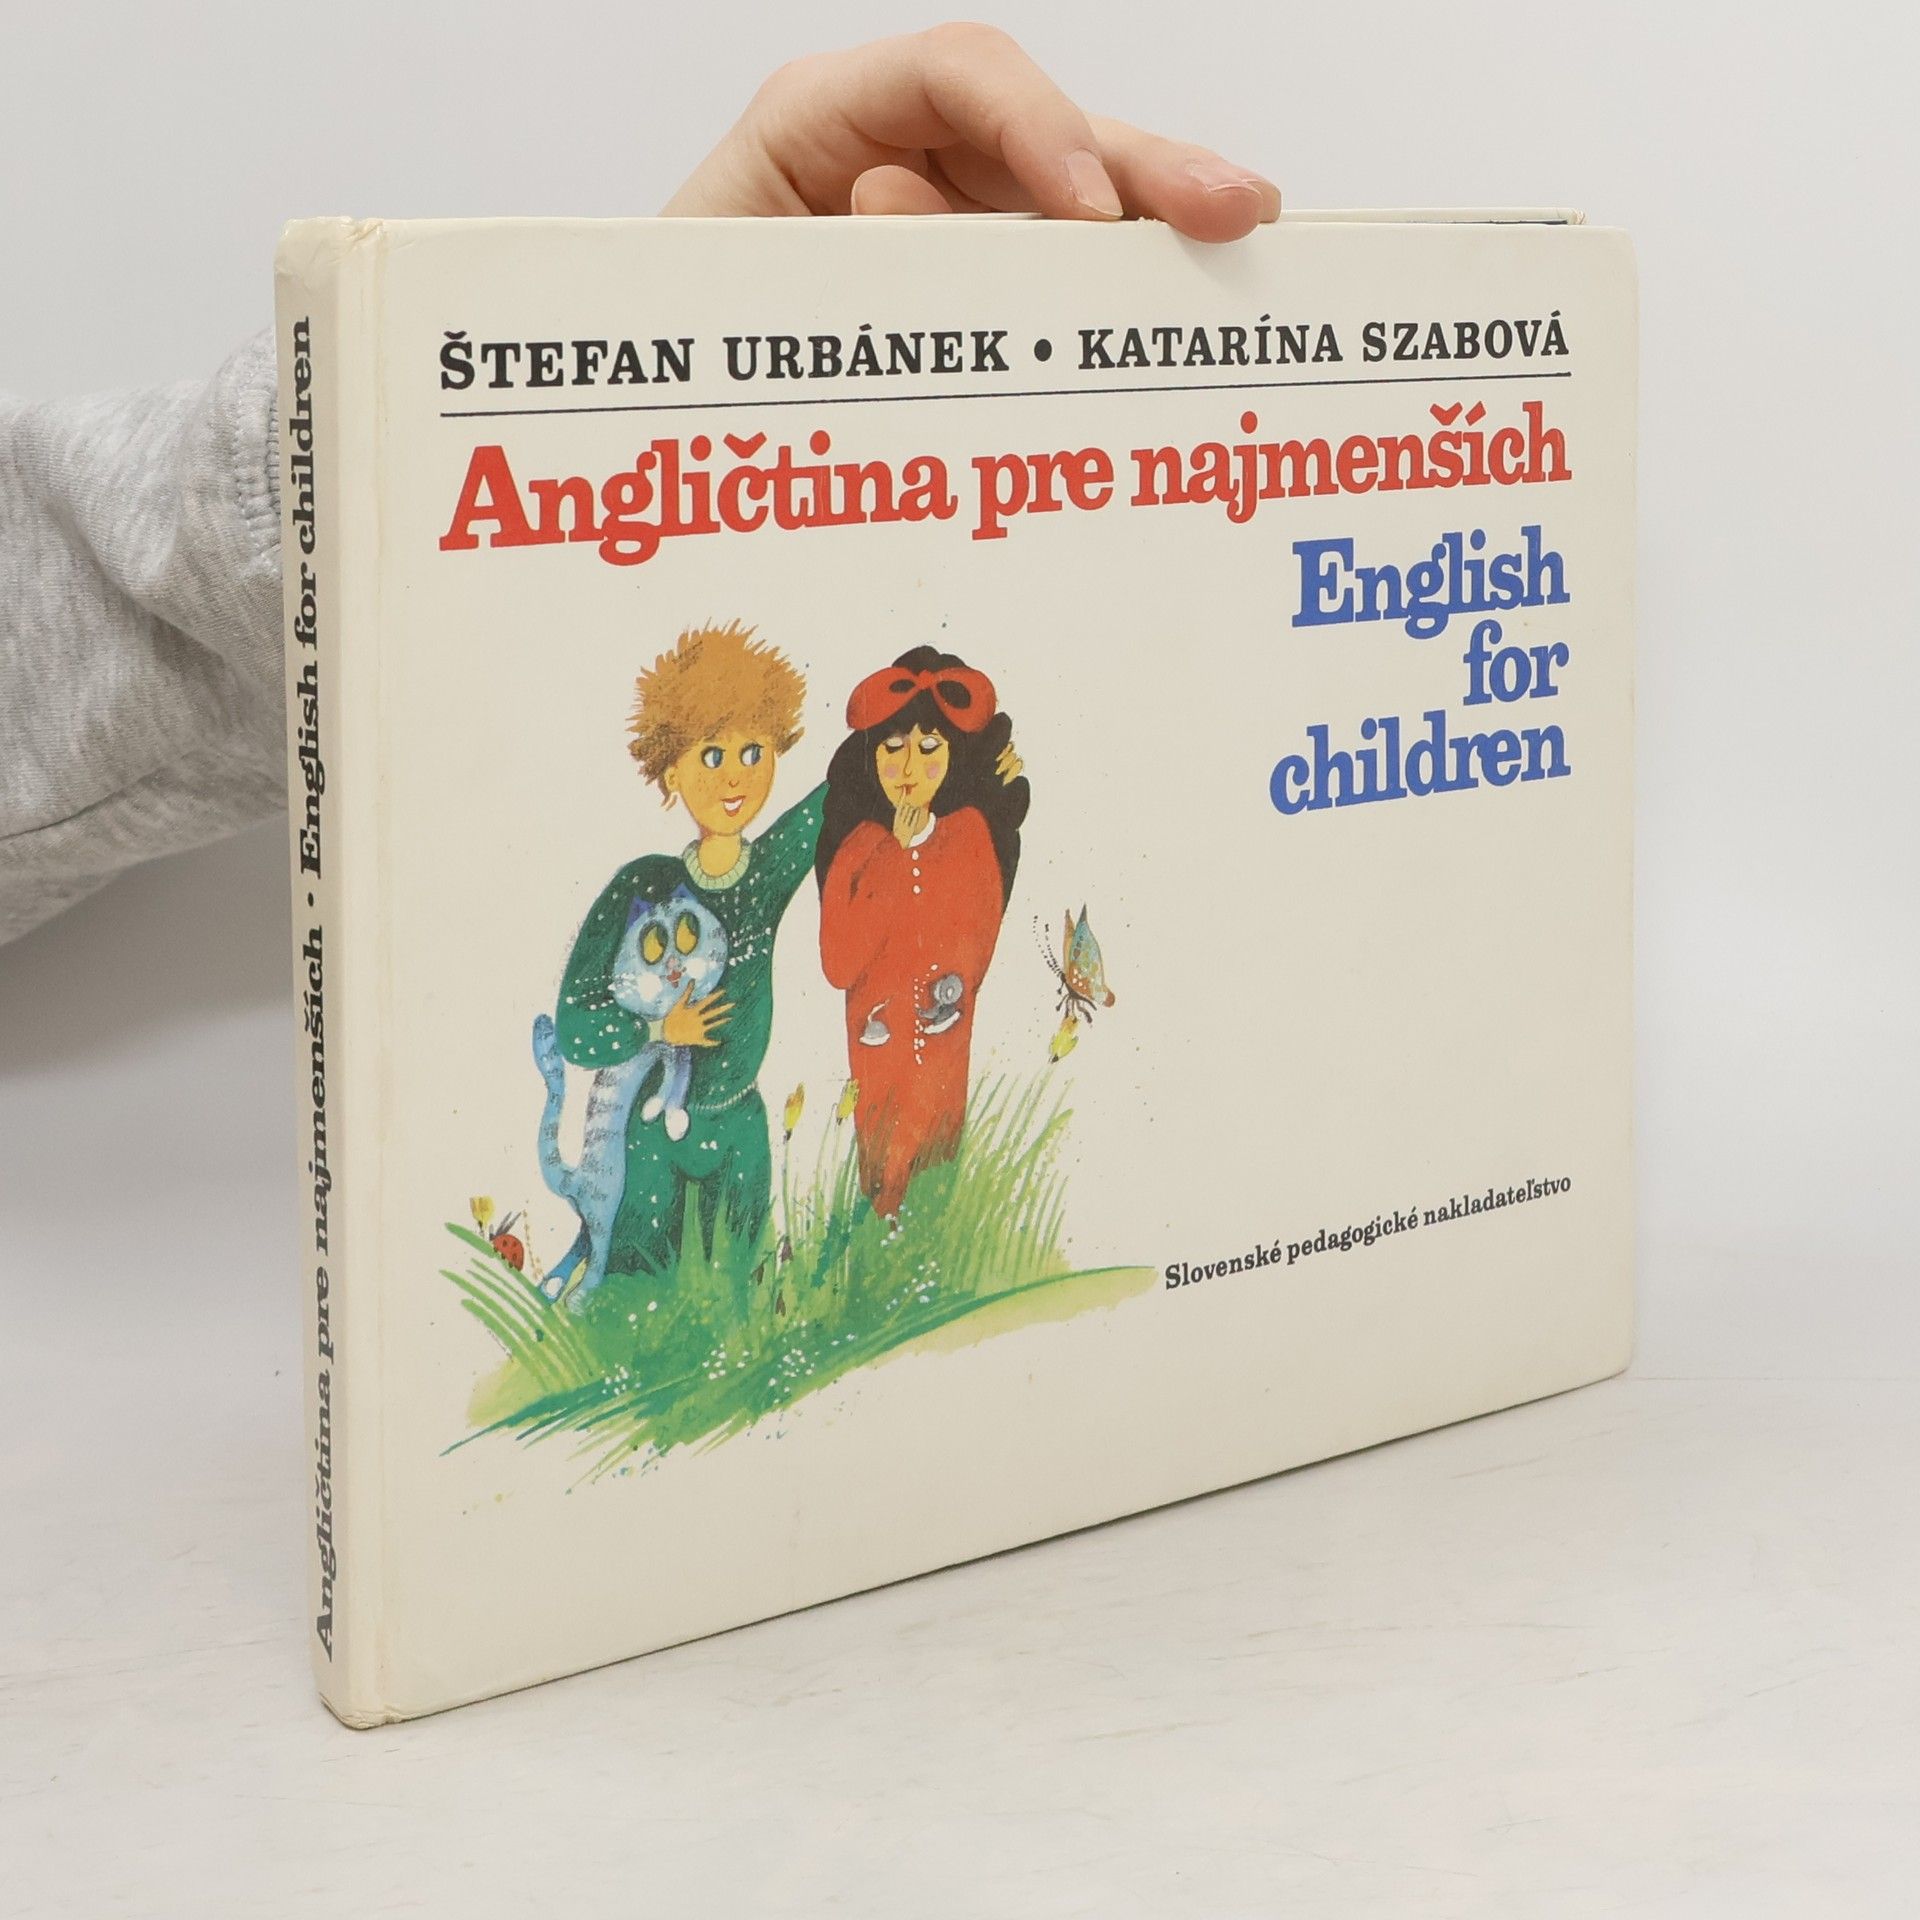 ŠTEFAN URBÁNEK • KATARÍNA SZABOVÁ
Angličtina pre najmenších
English
for
children
Slovenské pedagogické nakladateľstvo
Angličtina pre najmenších • English for children